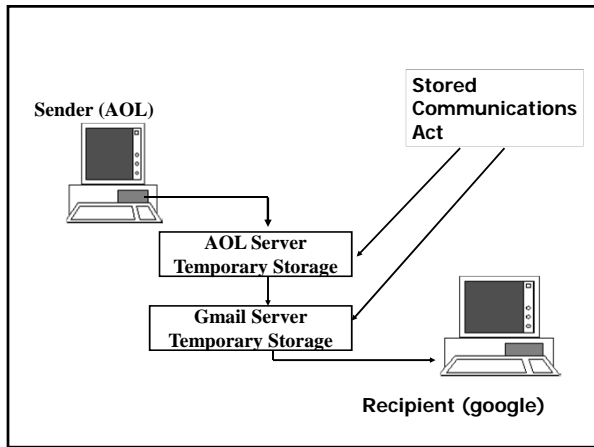 Stored
Communications
Act
Sender (AOL)
AOL Server
Temporary Storage
Gmail Server
Temporary Storage
Recipient (google)